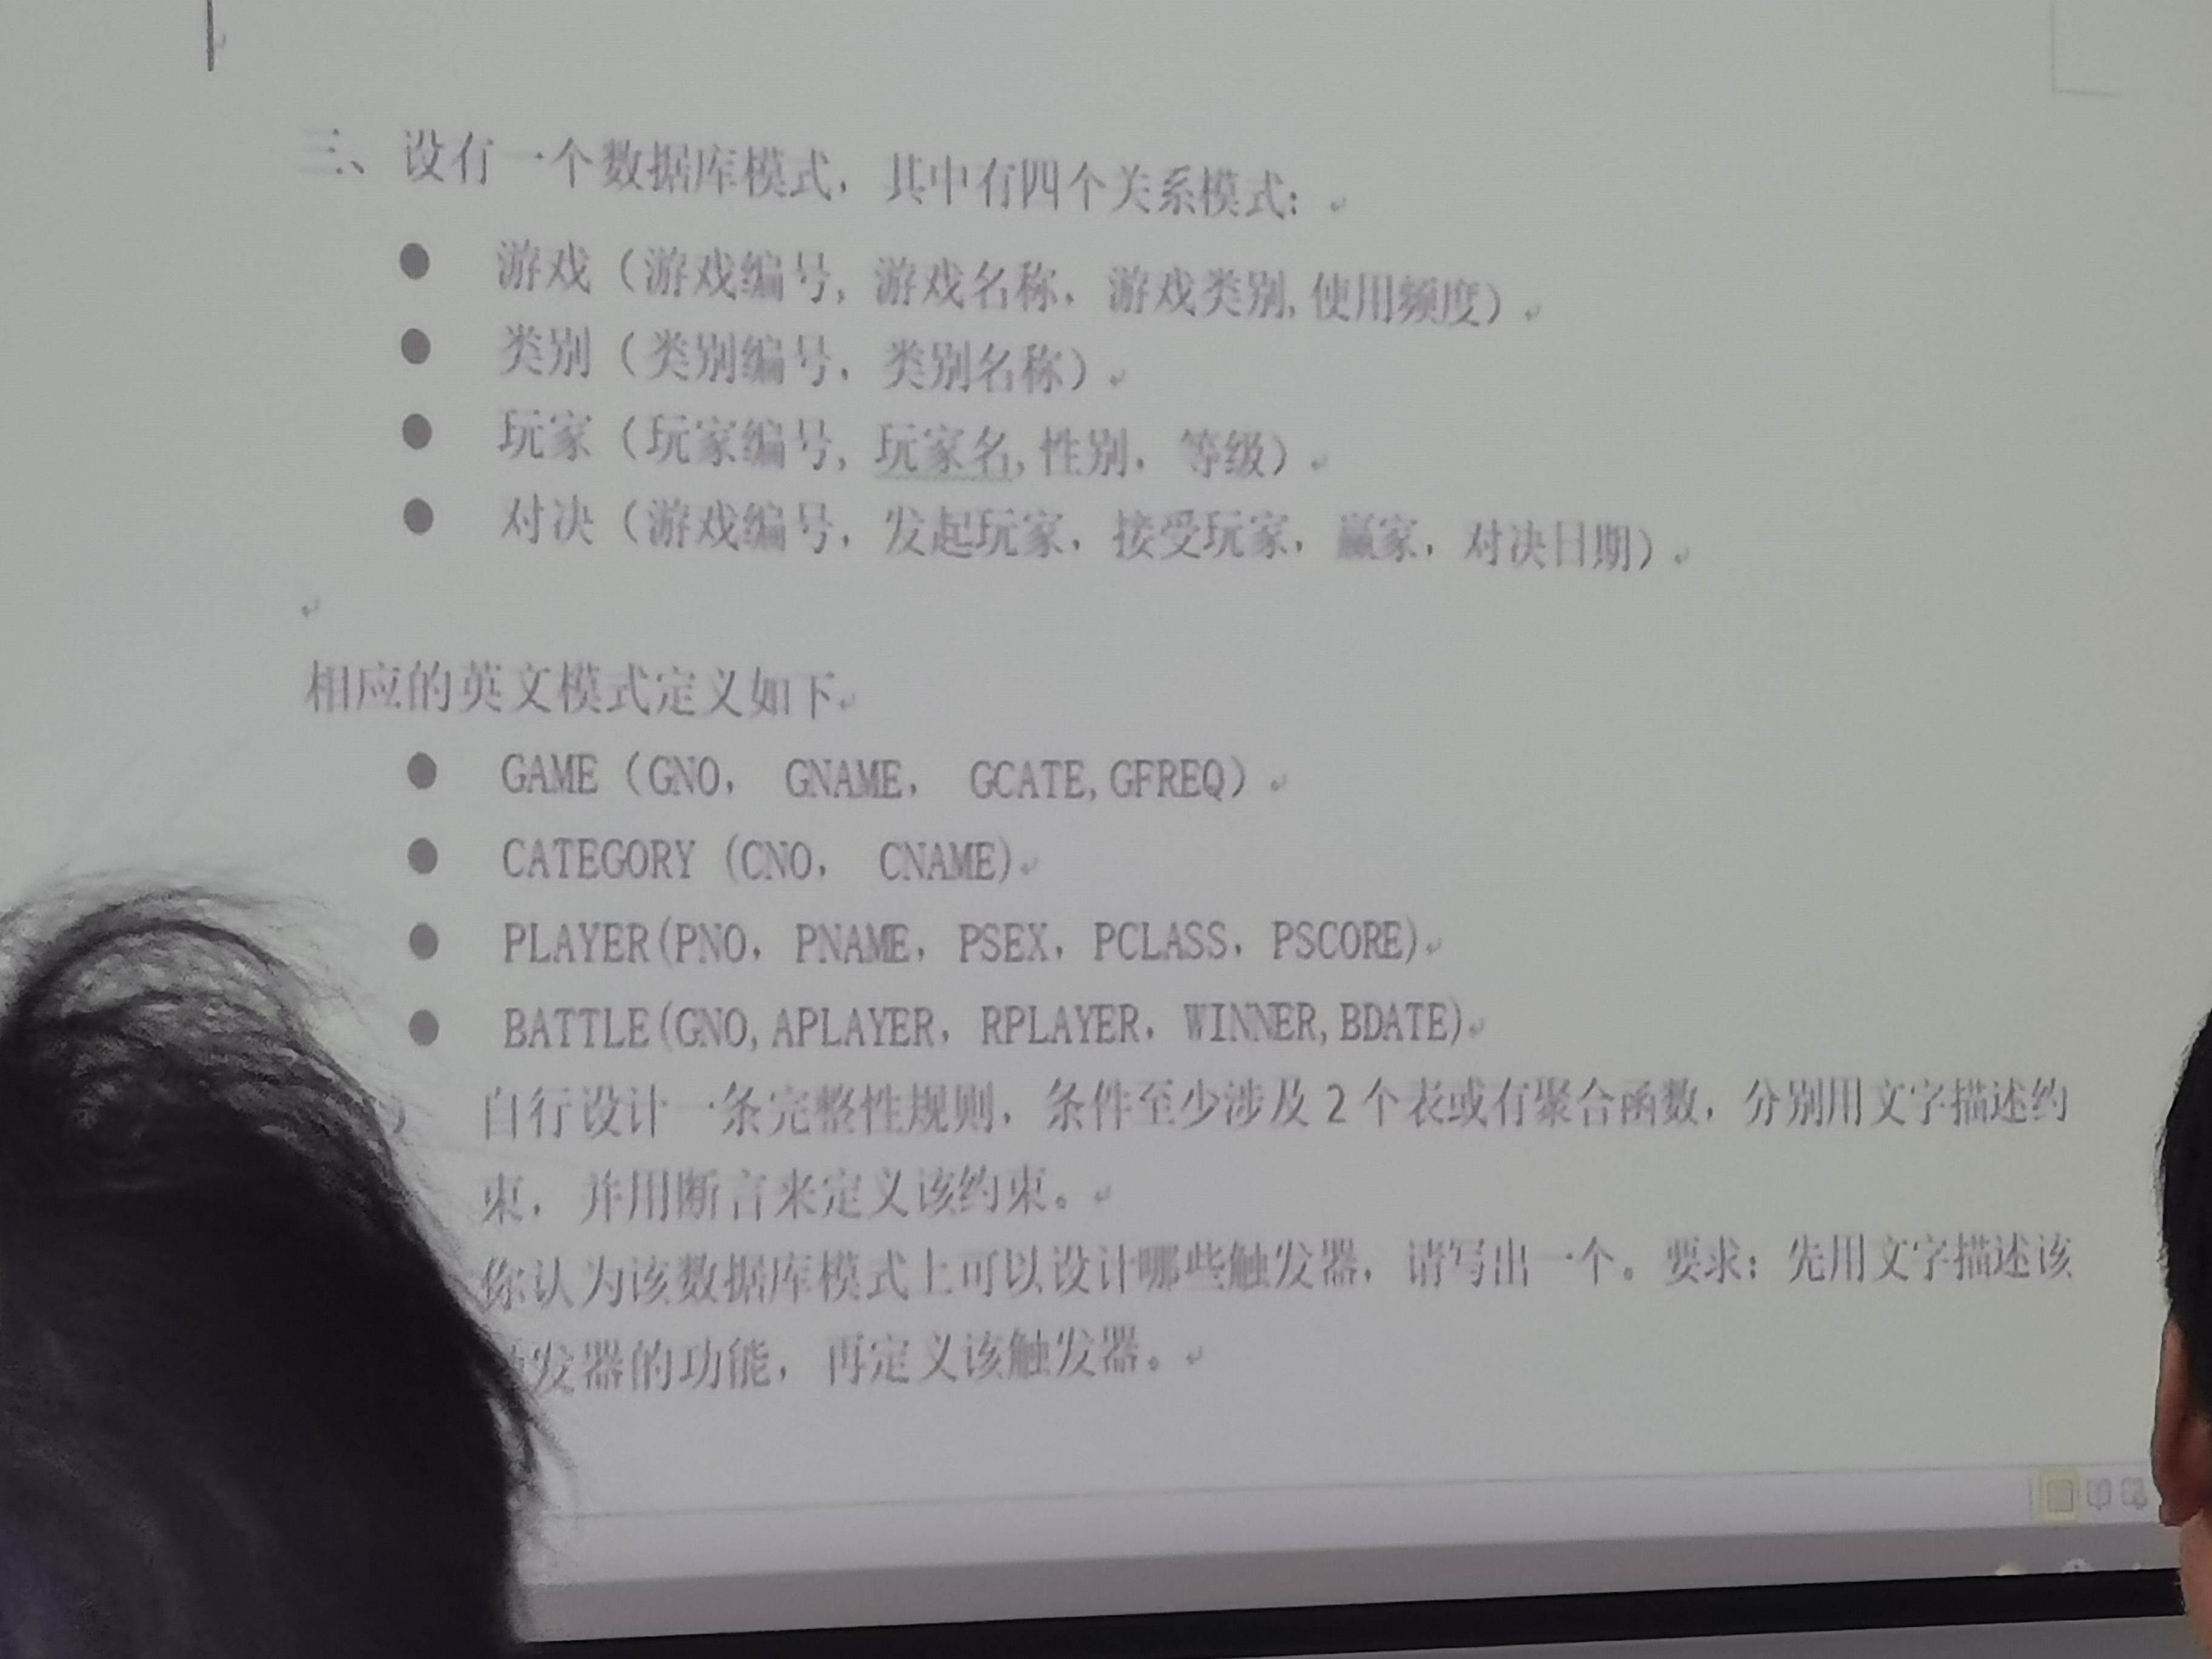 三、设有一个数据库模式，其中有四个关系模式：
● 游戏（游戏编号, 游戏名称，游戏类别,使用频度）
● 类别（类别编号，类别名称）
● 玩家（玩家编号, 玩家名,性别，等级）
● 对决（游戏编号，发起玩家，接受玩家，赢家，对决日期）
相应的英文模式定义如下
● GAME（GNO， GNAME， GCATE,GFREQ）
● CATEGORY (CNO， CNAME)
● PLAYER(PNO，PNAME，PSEX，PCLASS，PSCORE)
● BATTLE(GNO,APLAYER，RPLAYER，WINNER,BDATE)
） 自行设计一条完整性规则，条件至少涉及2个表或有聚合函数，分别用文字描述约
束，并用断言来定义该约束。
你认为该数据库模式上可以设计哪些触发器，请写出一个。要求：先用文字描述该
发器的功能，再定义该触发器。